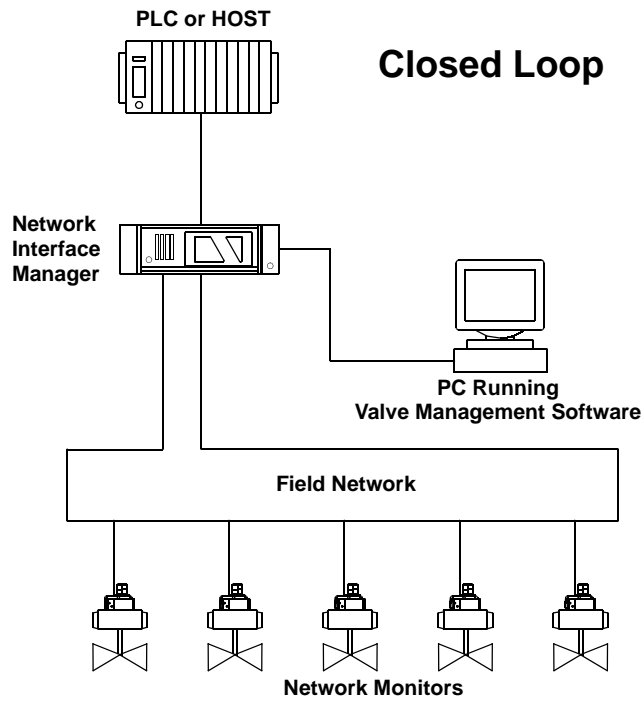 PLC or HOST
Closed Loop
Network
Interface
Manager
PC Running
Valve Management Software
Field Network
Network Monitors